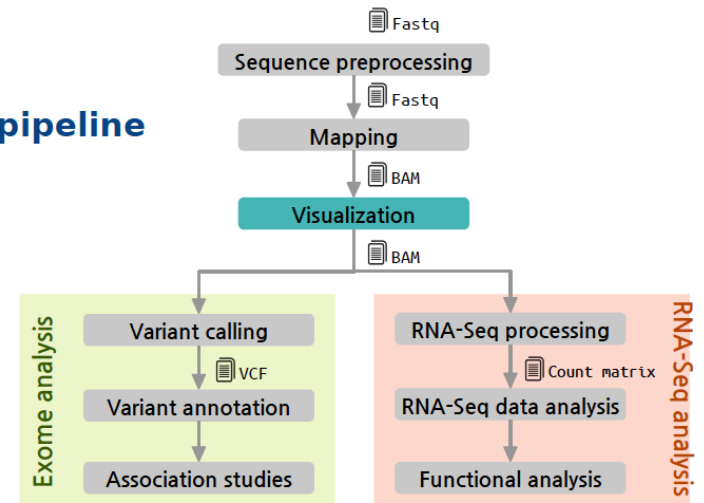 Fastq
Sequence preprocessing
Fastq
pipeline
Mapping
BAM
Visualization
BAM
Exome analysis
Variant calling
VCF
Variant annotation
Association studies
RNA-Seq analysis
RNA-Seq processing
Count matrix
RNA-Seq data analysis
Functional analysis